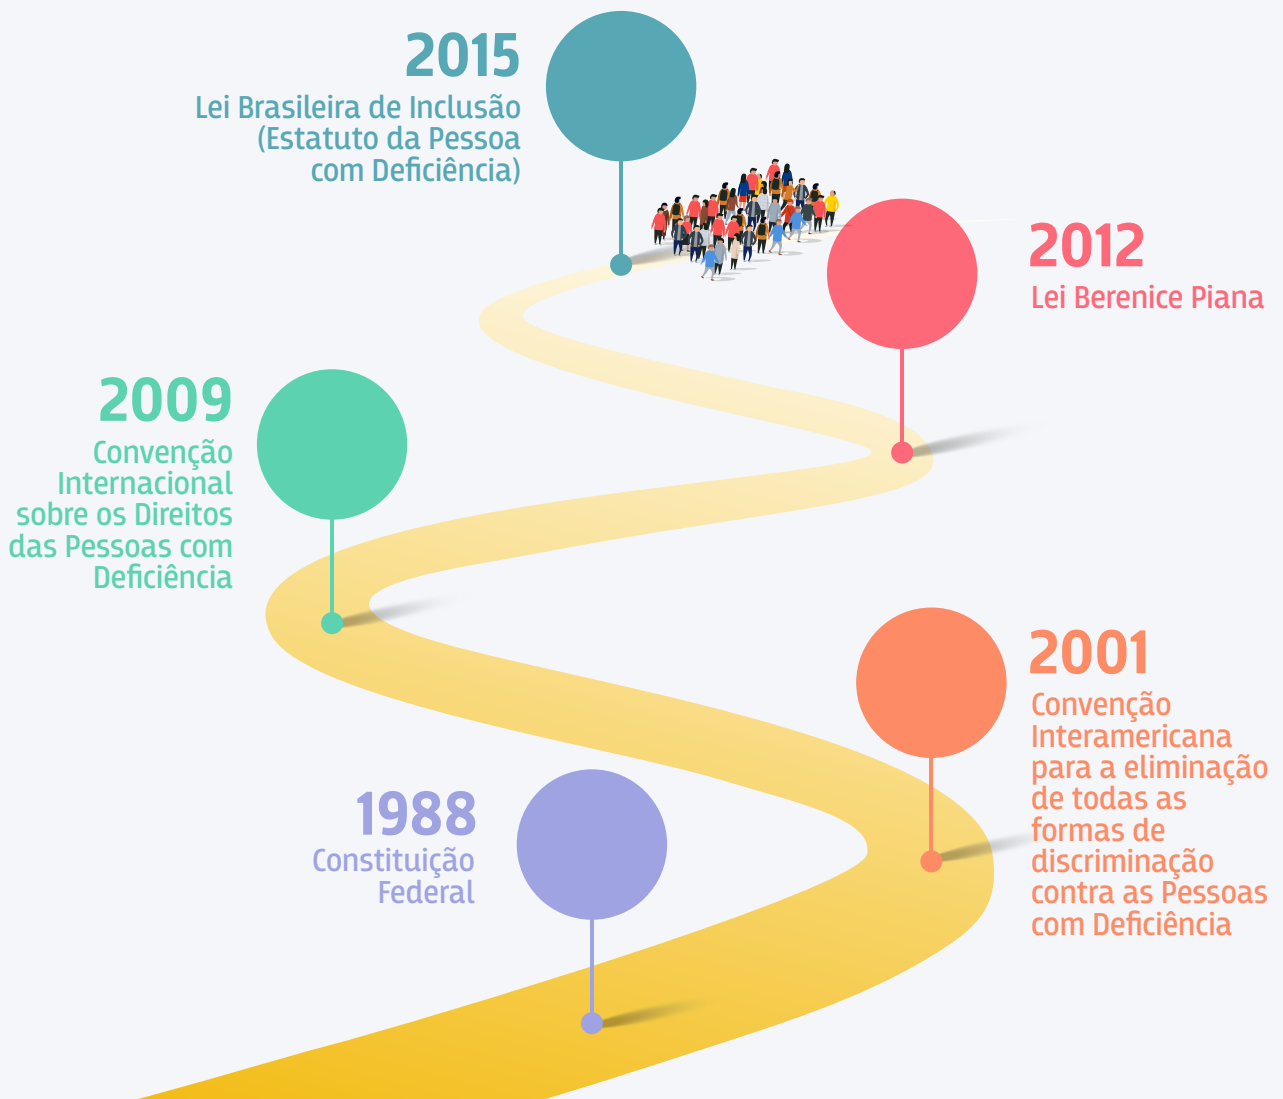 2015
Lei Brasileira de Inclusão
(Estatuto da Pessoa
com Deficiência)
2012
Lei Berenice Piana
2009
Convenção
Internacional
sobre os Direitos
das Pessoas com
Deficiência
2001
Convenção
Interamericana
para a eliminação
de todas as
formas de
discriminação
contra as Pessoas
com Deficiência
1988
Constituição
Federal